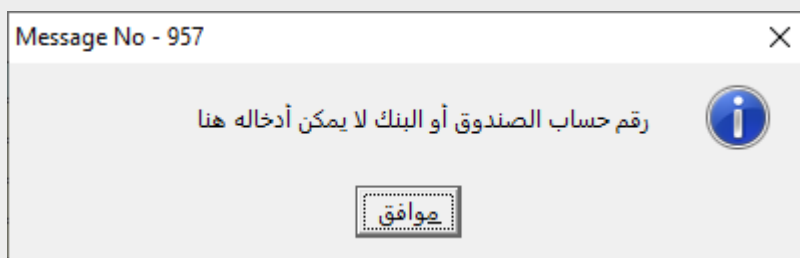 Message No - 957
رقم حساب الصندوق أو البنك لا يمكن أدخاله هنا
موافق